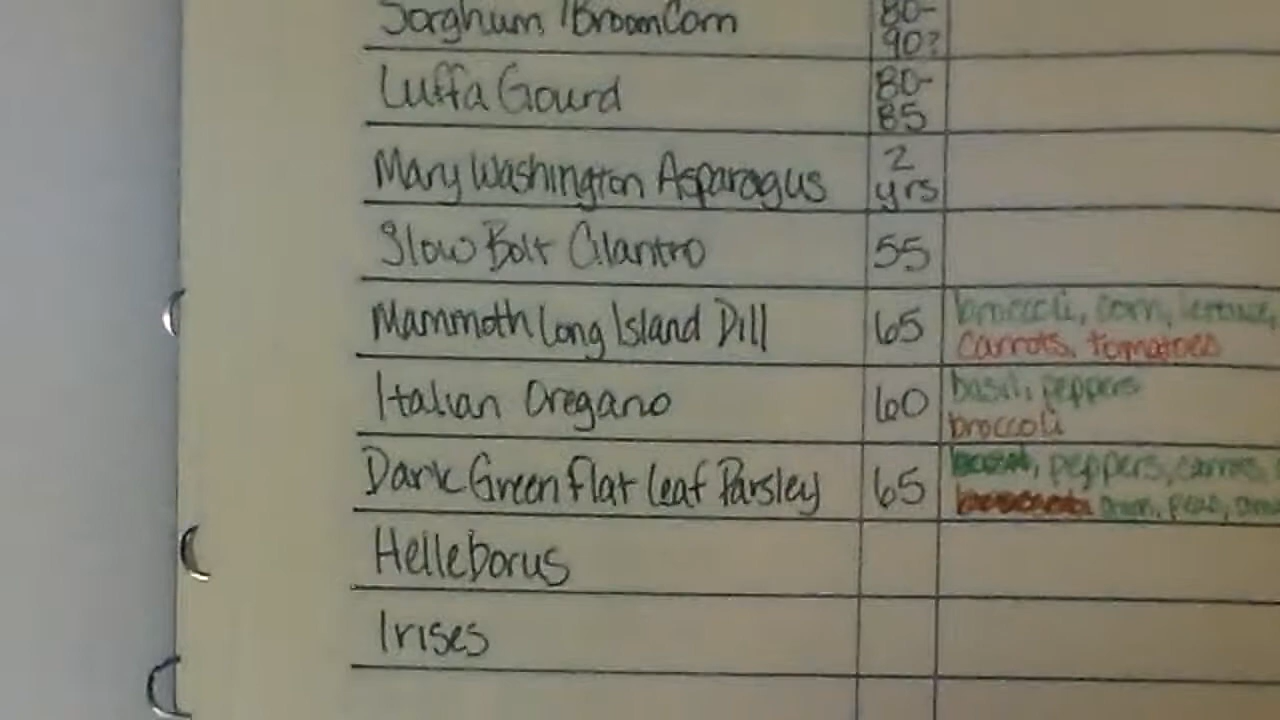 Sorghum /BroomCorn 80-
90?
Luffa Gourd 80-
85
Mary Washington Asparagus 2
yrs
Slow Bolt Cilantro 55
Mammoth Long Island Dill 65 broccoli, corn, lettuce,
carrots, tomatoes
Italian Oregano 60 basil, peppers
broccoli
Dark Green Flat Leaf Parsley 65 peppers, carrots,
peas,
Helleborus
Irises